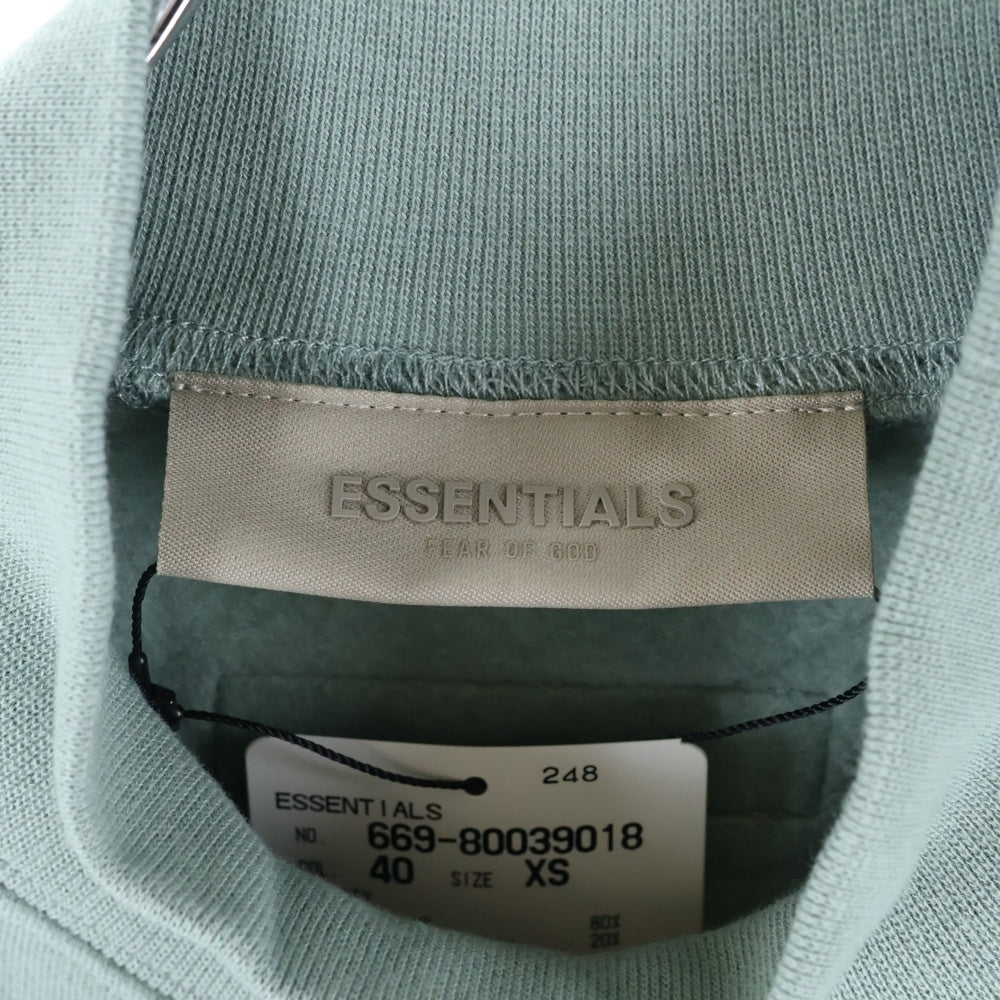 ESSENTIALS
FEAR OF GOD
248
ESSENTIALS
NO. 669-80039018
40 SIZE XS
80%
20%